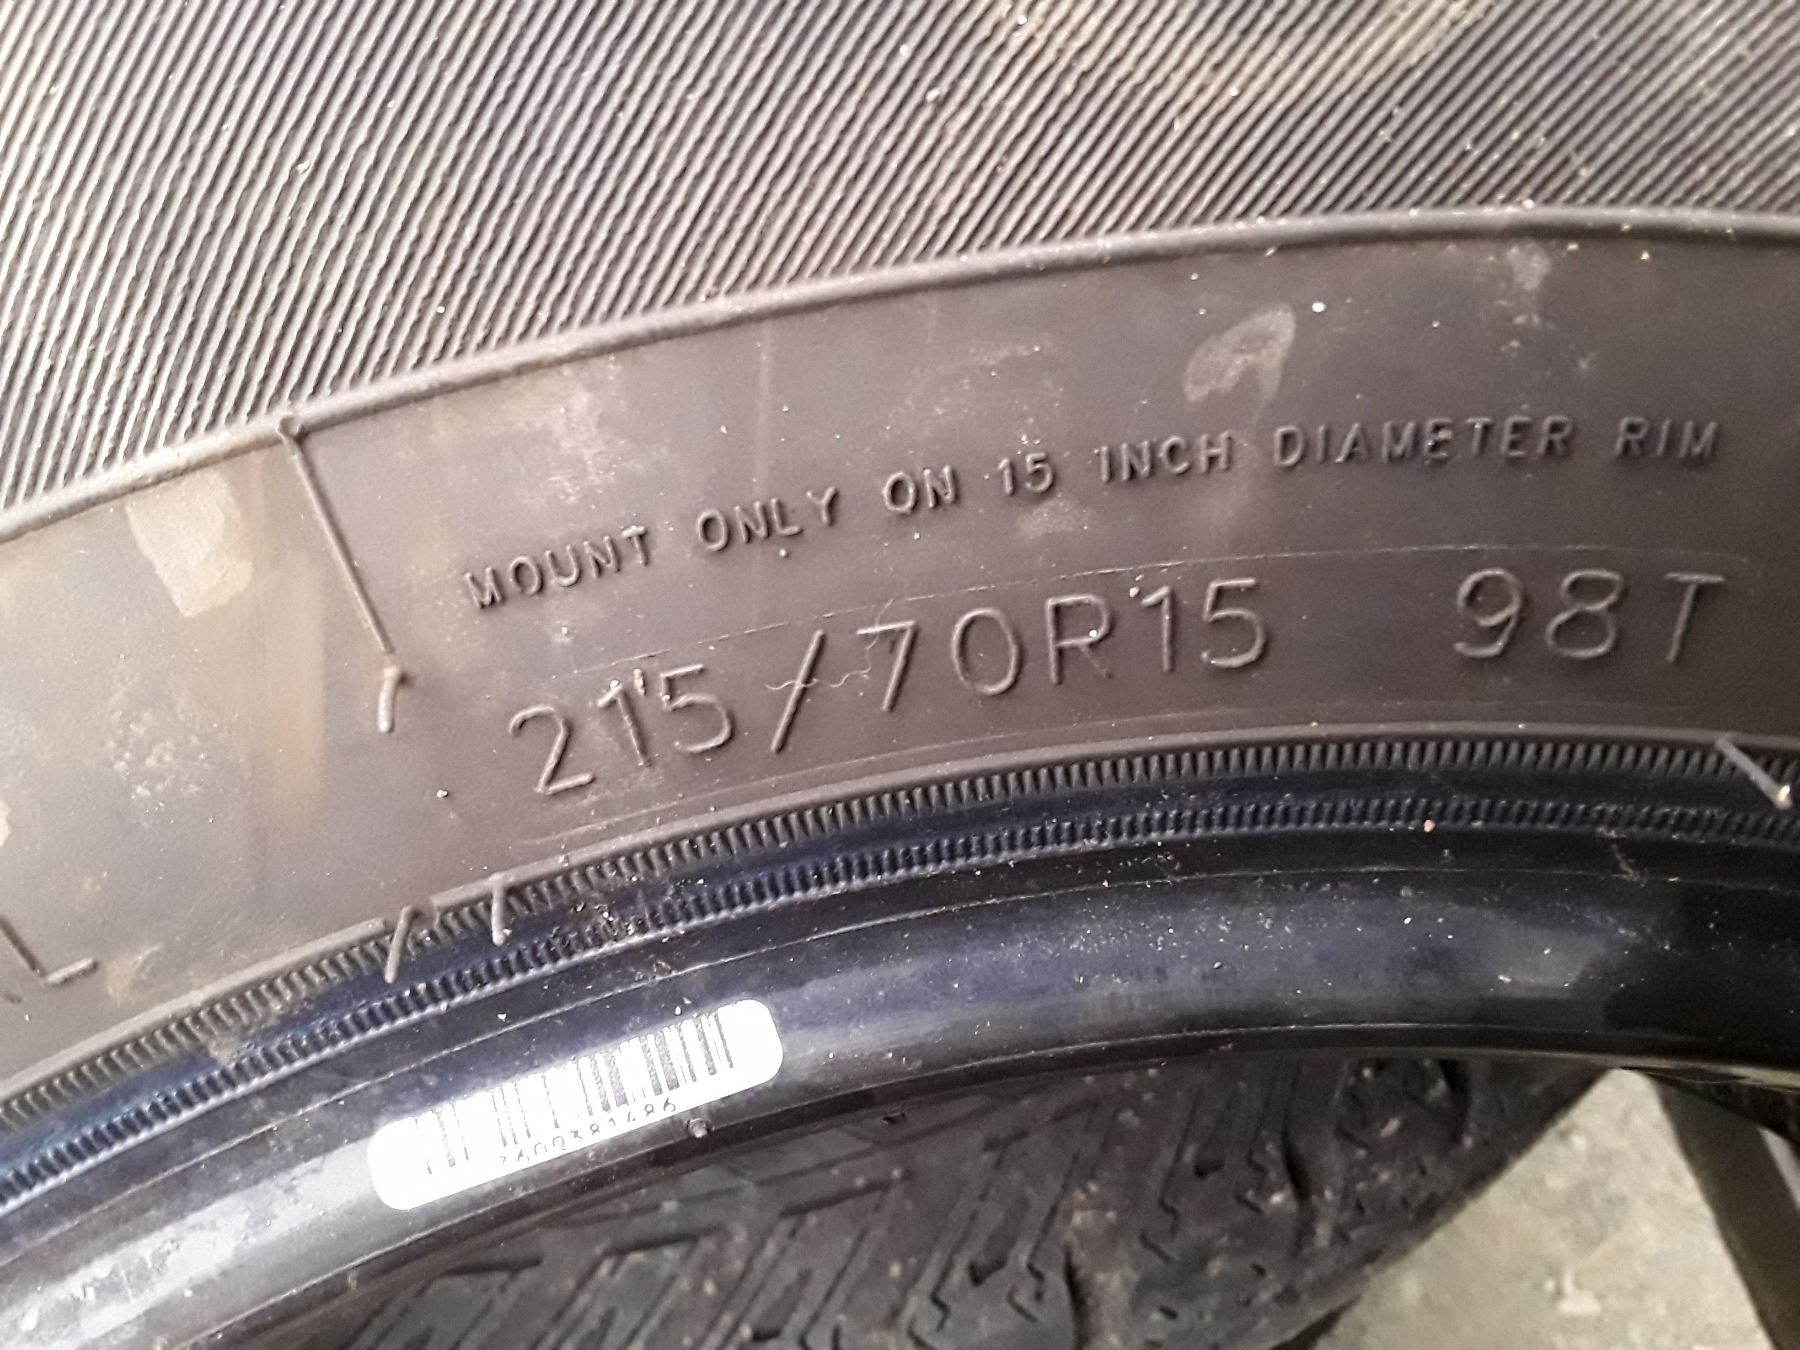 MOUNT ONLY ON 15 INCH DIAMETER RIM
215/70R15 98T